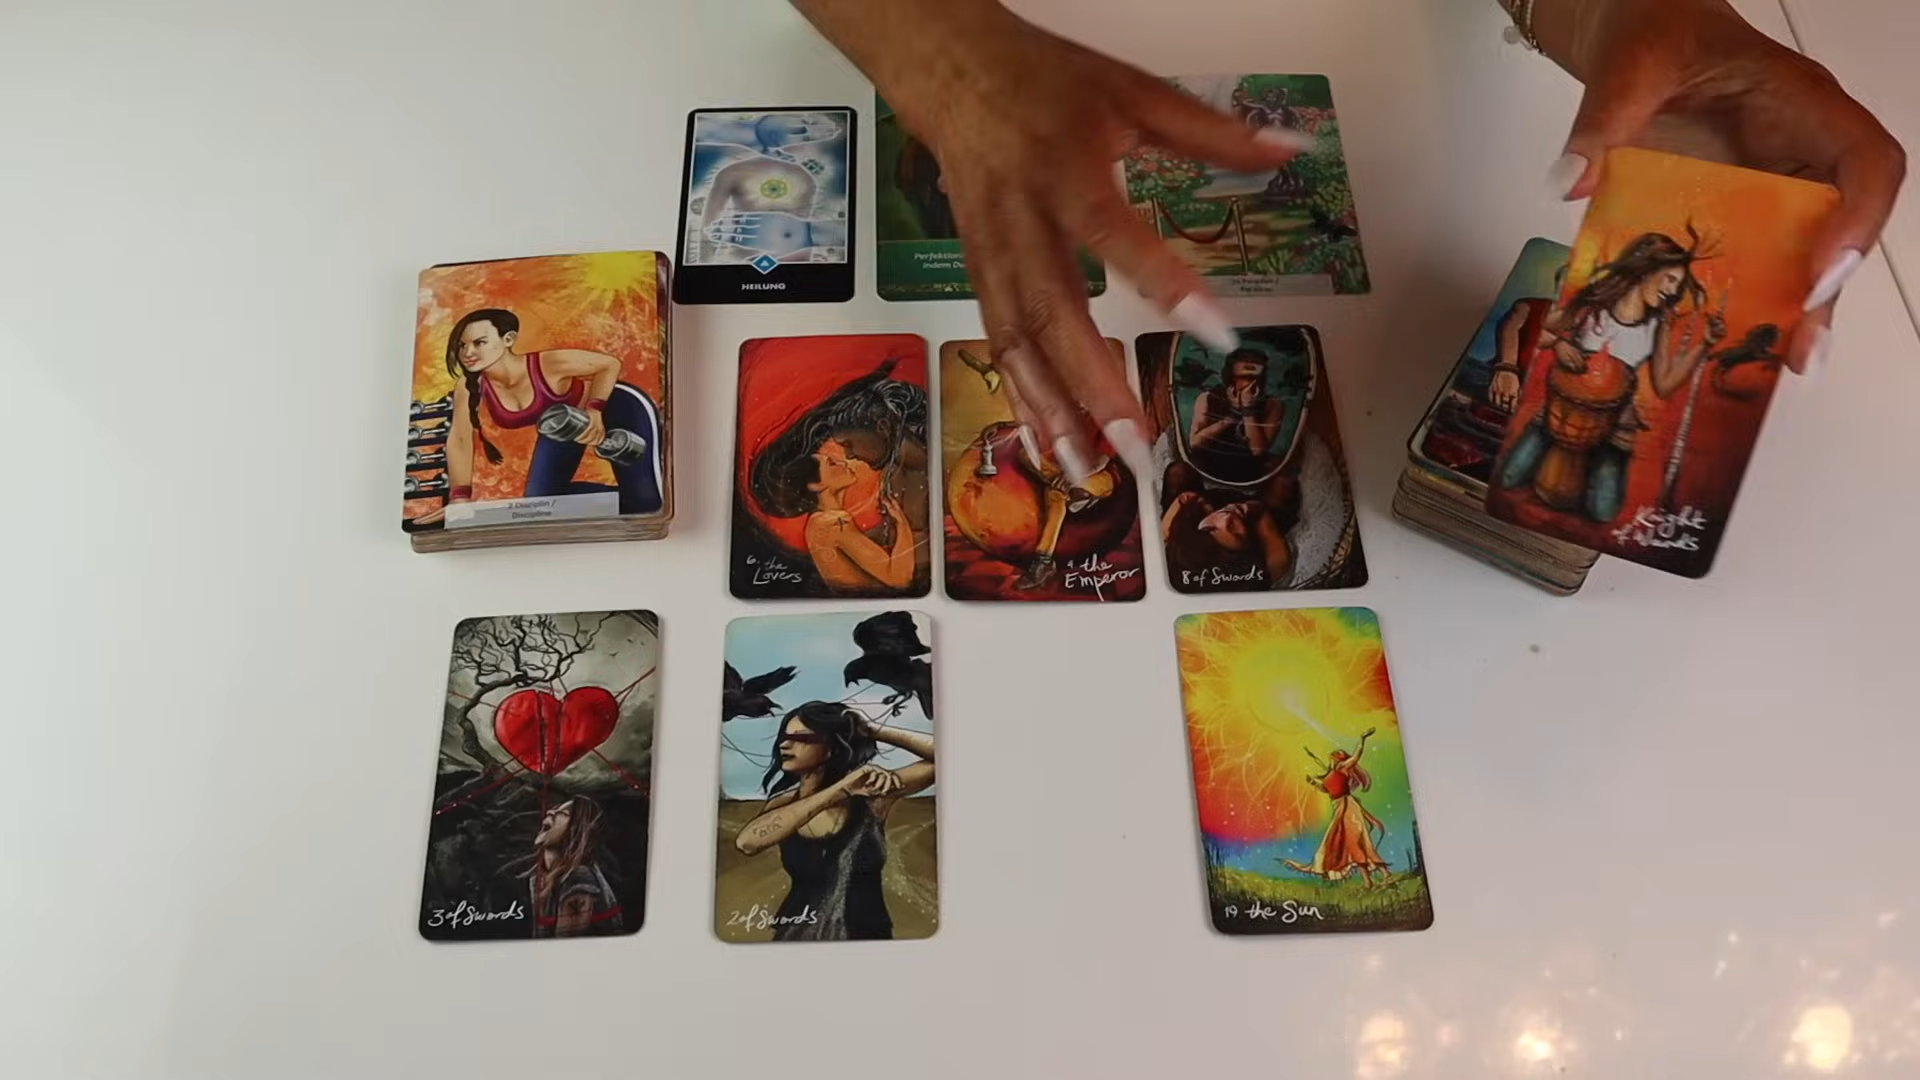 HEILUNG
Perfektion
Indem Du
2 Disziplin /
Discipline
6. the
Lovers
4 the
Emperor
8 of Swords
Knight
of Wands
3 of Swords
2 of Swords
19 the Sun